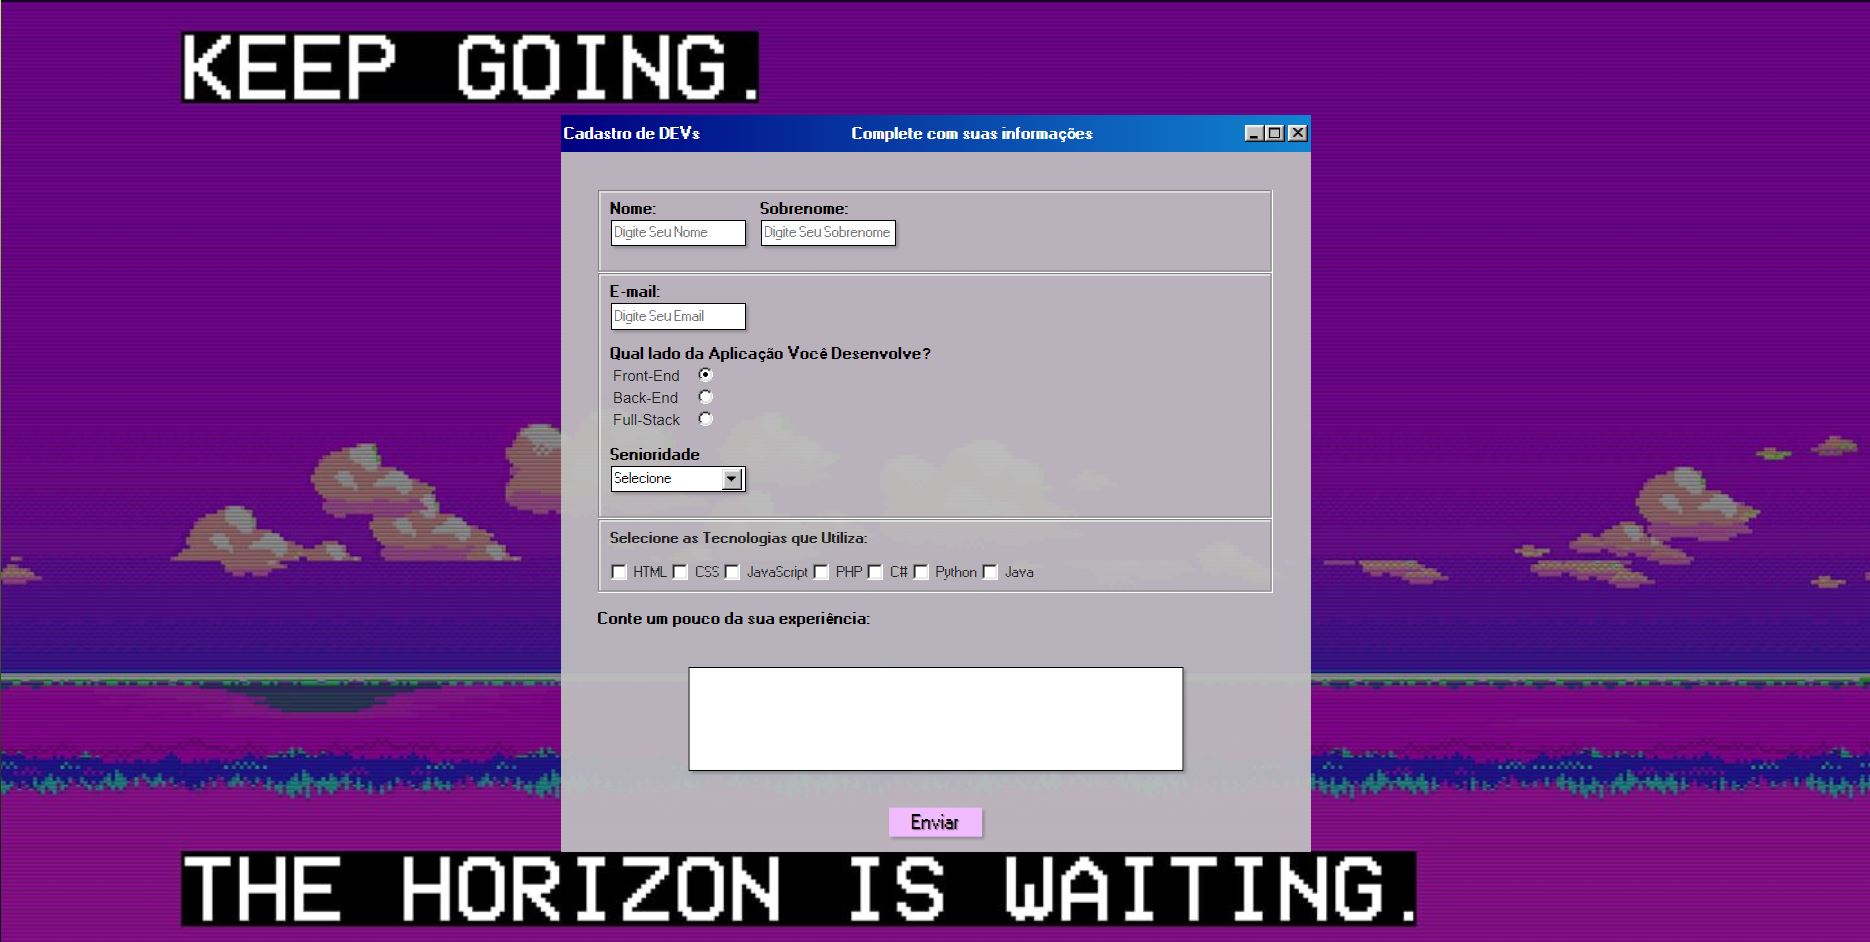 KEEP GOING.
Cadastro de DEVs
Complete com suas informações
Nome: Sobrenome:
Digite Seu Nome Digite Seu Sobrenome
E-mail:
Digite Seu Email
Qual lado da Aplicação Você Desenvolve?
Front-End
Back-End
Full-Stack
Senioridade
Selecione
Selecione as Tecnologias que Utiliza:
HTML CSS JavaScript PHP C# Python Java
Conte um pouco da sua experiência:
Enviar
THE HORIZON IS WAITING.